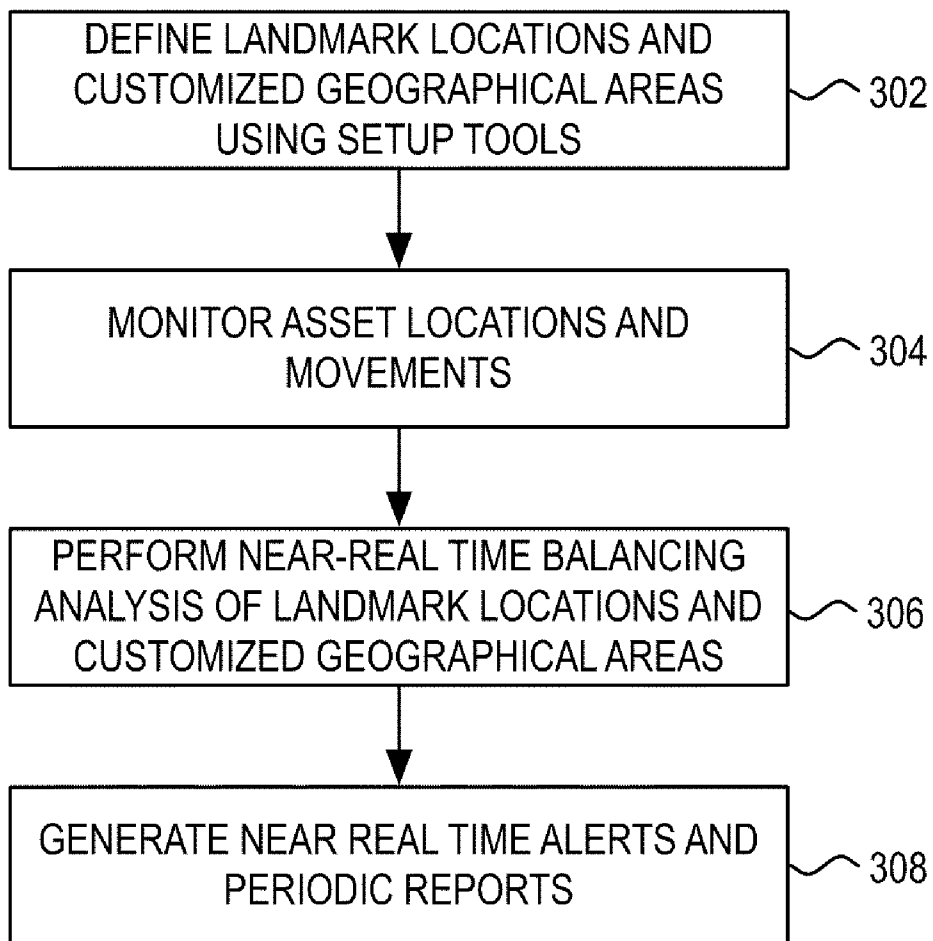 DEFINE LANDMARK LOCATIONS AND
CUSTOMIZED GEOGRAPHICAL AREAS
USING SETUP TOOLS
302
MONITOR ASSET LOCATIONS AND
MOVEMENTS
304
PERFORM NEAR-REAL TIME BALANCING
ANALYSIS OF LANDMARK LOCATIONS AND
CUSTOMIZED GEOGRAPHICAL AREAS
306
GENERATE NEAR REAL TIME ALERTS AND
PERIODIC REPORTS
308